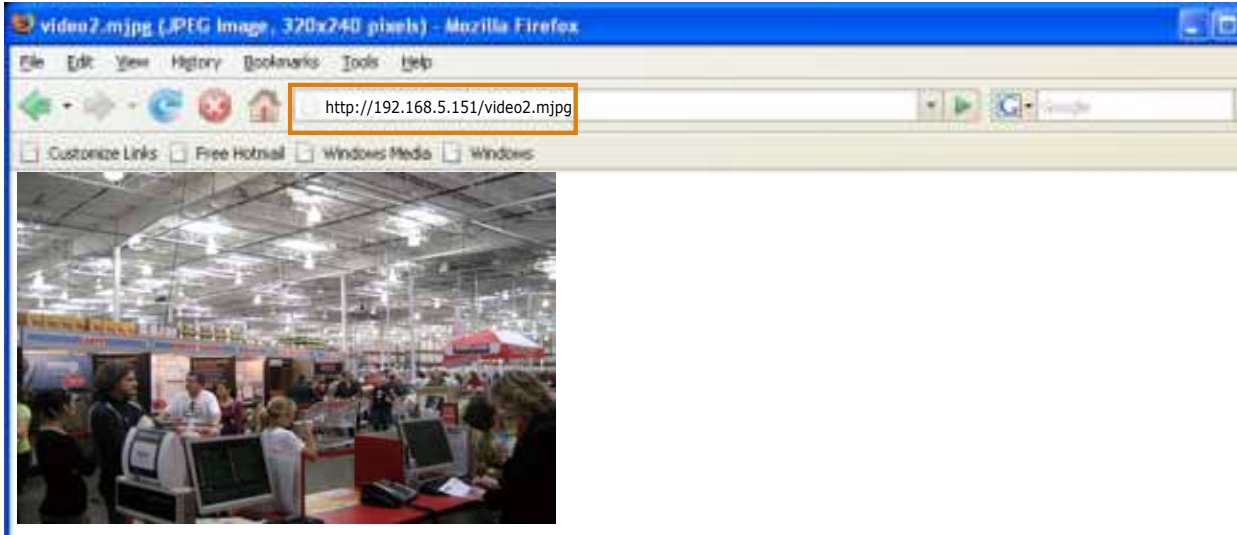 video2.mjpg (JPEG Image, 320x240 pixels) - Mozilla Firefox
File Edit View History Bookmarks Tools Help
http://192.168.5.151/video2.mjpg
G Google
Customize Links Free Hotmail Windows Media Windows